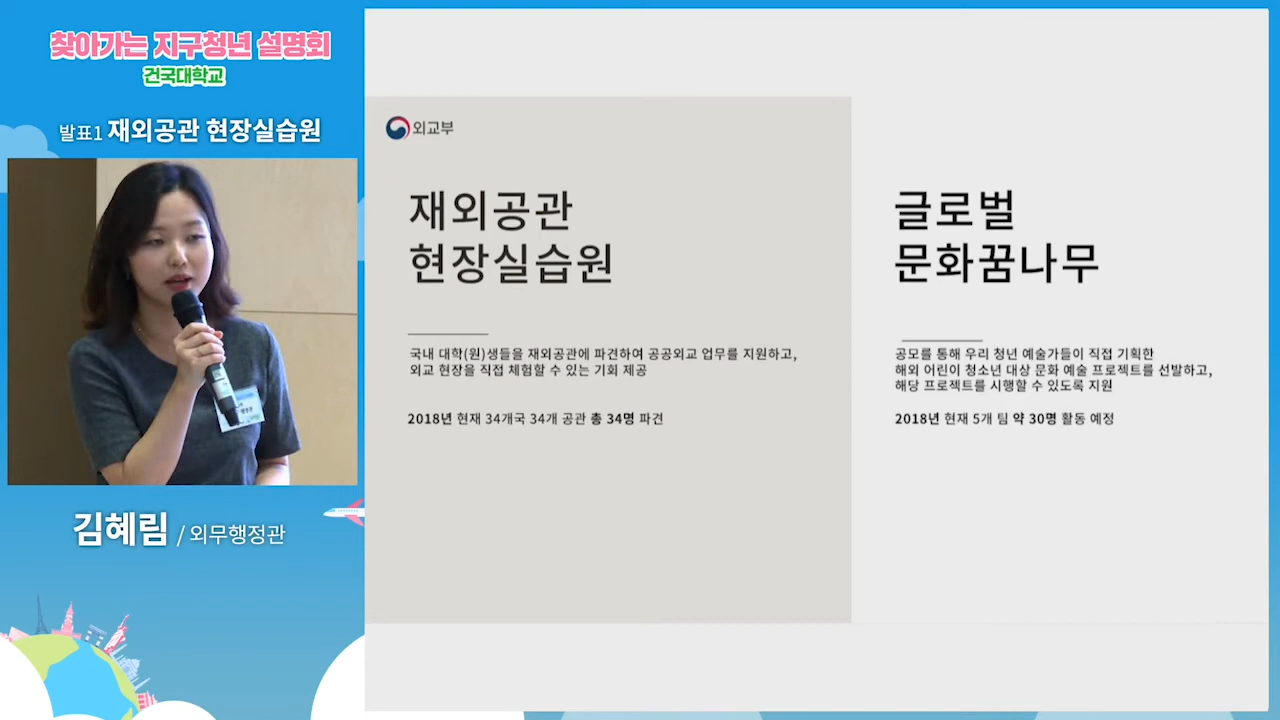 찾아가는 지구청년 설명회
건국대학교
발표1 재외공관 현장실습원
김혜림 / 외무행정관
외교부
재외공관
현장실습원
국내 대학(원)생들을 재외공관에 파견하여 공공외교 업무를 지원하고,
외교 현장을 직접 체험할 수 있는 기회 제공
2018년 현재 34개국 34개 공관 총 34명 파견
글로벌
문화꿈나무
공모를 통해 우리 청년 예술가들이 직접 기획한
해외 어린이 청소년 대상 문화 예술 프로젝트를 선발하고,
해당 프로젝트를 시행할 수 있도록 지원
2018년 현재 5개 팀 약 30명 활동 예정